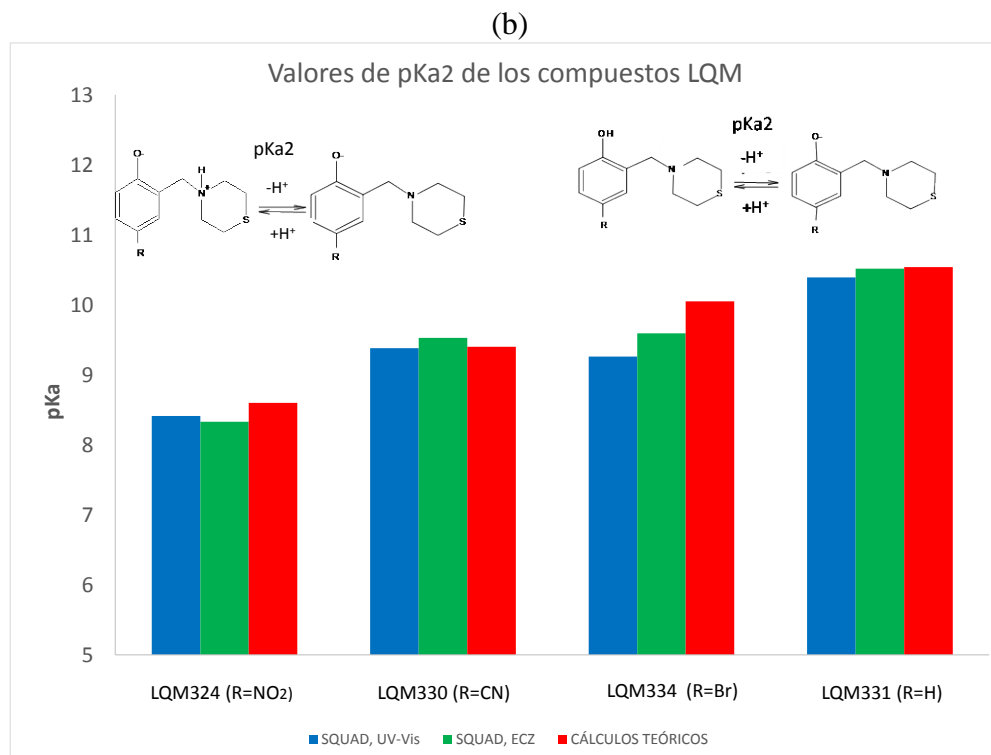 (b)
Valores de pKa2 de los compuestos LQM
13
12
11
10
9
8
7
6
5
pKa
O-
H
N+
S
R
pKa2
-H+
+H+
O-
N
S
R
OH
N
S
R
pKa2
-H+
+H+
O-
N
S
R
LQM324 (R=NO2)
LQM330 (R=CN)
LQM334 (R=Br)
LQM331 (R=H)
SQUAD, UV-Vis
SQUAD, ECZ
CÁLCULOS TEÓRICOS